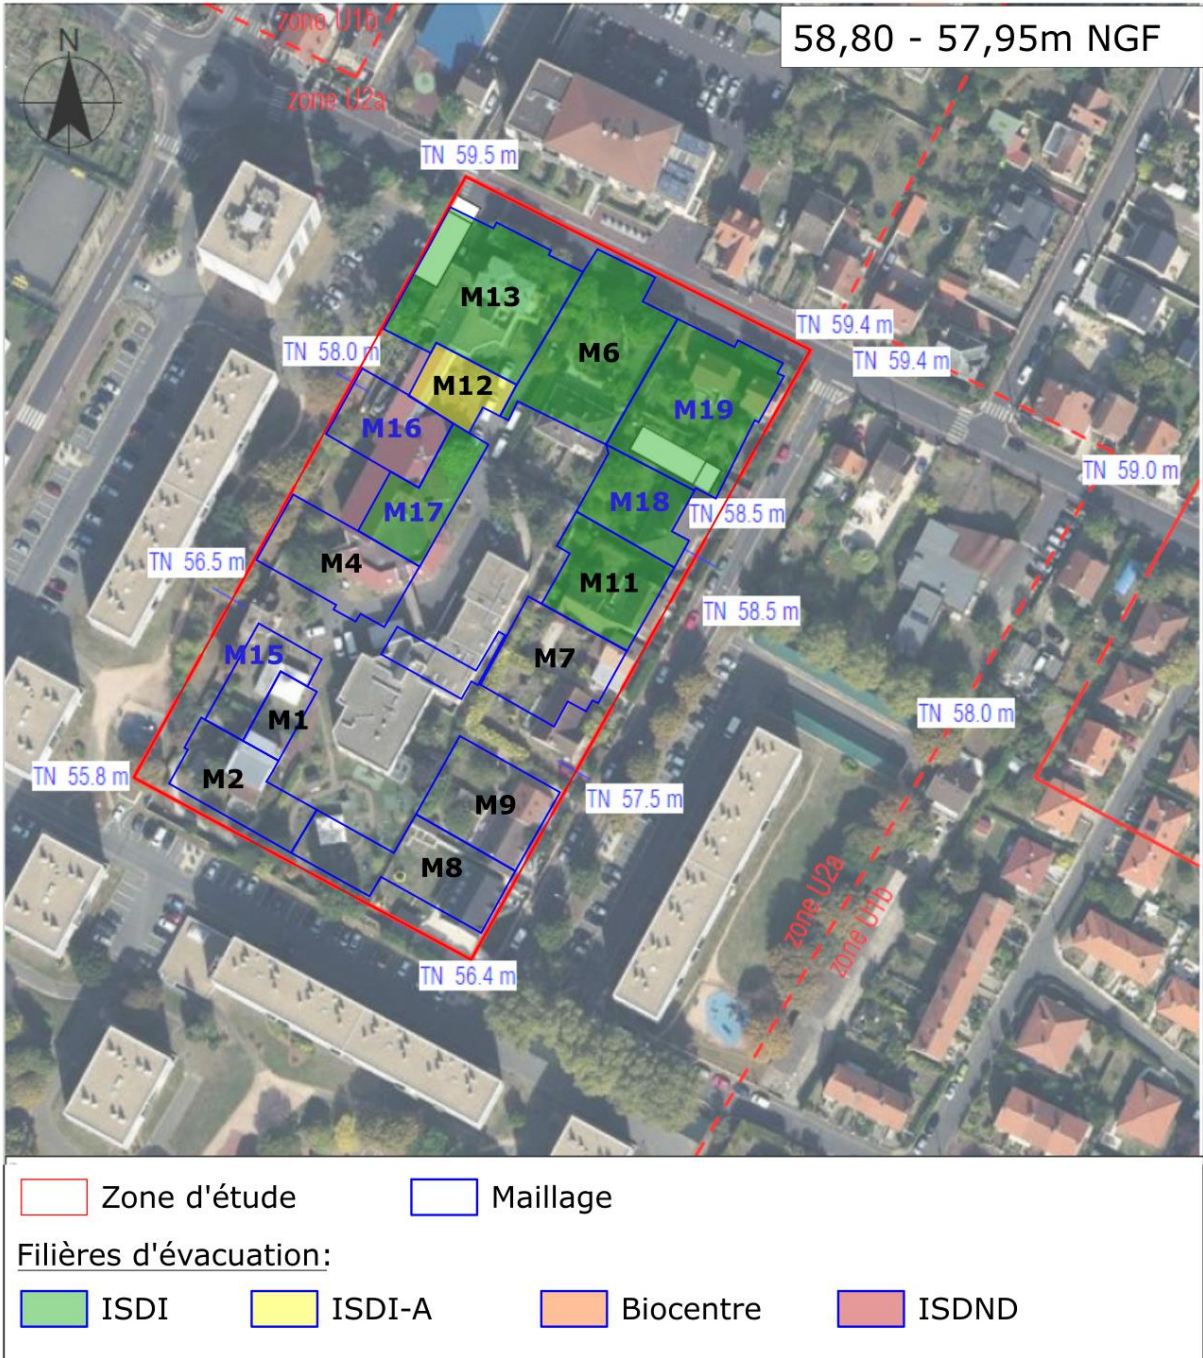 58,80 - 57,95m NGF
N
zone U1b
zone U2a
TN 59.5 m
M13
TN 59.4 m
TN 58.0 m
M6
TN 59.4 m
M12
M19
M16
TN 59.0 m
M18
M17
TN 58.5 m
TN 56.5 m
M4
M11
TN 58.5 m
M15
M7
M1
TN 58.0 m
TN 55.8 m
M2
M9
TN 57.5 m
M8
zone U2a
zone U1b
TN 56.4 m
Zone d'étude
Maillage
Filières d'évacuation:
ISDI
ISDI-A
Biocentre
ISDND